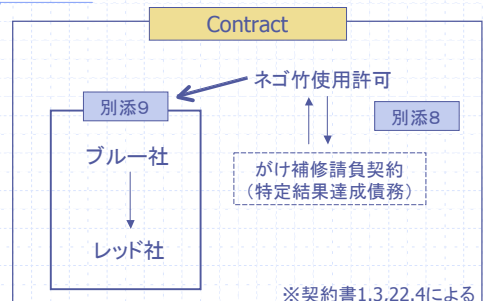 Contract
ネゴ竹使用許可
別添9
別添8
ブルー社
がけ補修請負契約
（特定結果達成債務）
レッド社
※契約書1.3,22.4による